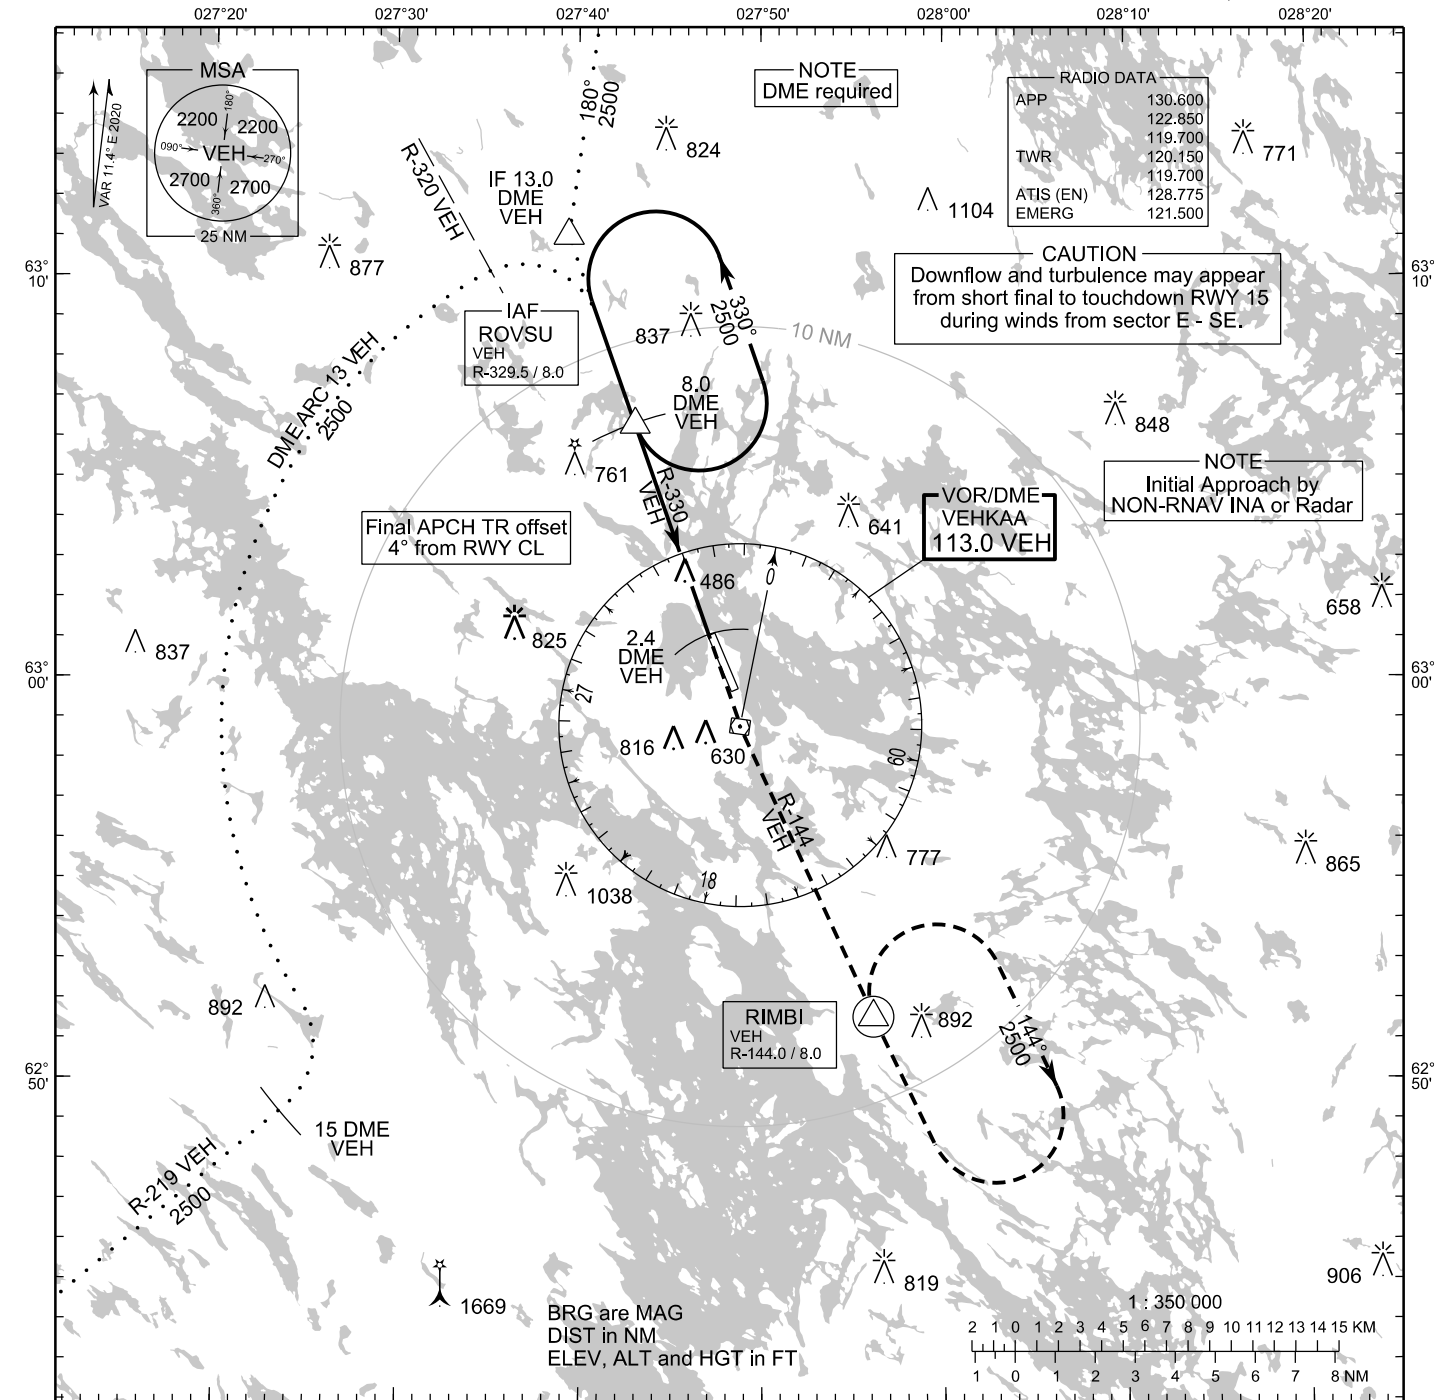 027°20' 027°30' 027°40' 027°50' 028°00' 028°10' 028°20'
MSA
2200 180° 2200
090° VEH 270°
2700 360° 2700
25 NM
VAR 11.4° E 2020
180°
2500
NOTE
DME required
RADIO DATA
APP 130.600
122.850
119.700
TWR 120.150
119.700
ATIS (EN) 128.775
EMERG 121.500
824
771
1104
R-320 VEH
IF 13.0
DME
VEH
877
63°
10'
63°
10'
CAUTION
Downflow and turbulence may appear
from short final to touchdown RWY 15
during winds from sector E - SE.
IAF
ROVSU
VEH
R-329.5 / 8.0
837
330°
2500
10 NM
DME ARC 13 VEH
2500
8.0
DME
VEH
848
761
R-330
VEH
NOTE
Initial Approach by
NON-RNAV INA or Radar
Final APCH TR offset
4° from RWY CL
641
VOR/DME
VEHKAA
113.0 VEH
486
0
658
825
2.4
DME
VEH
837
63°
00'
63°
00'
27
09
18
816
630
R-144
VEH
777
865
1038
892
RIMBI
VEH
R-144.0 / 8.0
892
144°
2500
62°
50'
62°
50'
15 DME
VEH
R-219 VEH
2500
1669
819
906
BRG are MAG
DIST in NM
ELEV, ALT and HGT in FT
1 : 350 000
2 1 0 1 2 3 4 5 6 7 8 9 10 11 12 13 14 15 KM
1 0 1 2 3 4 5 6 7 8 NM